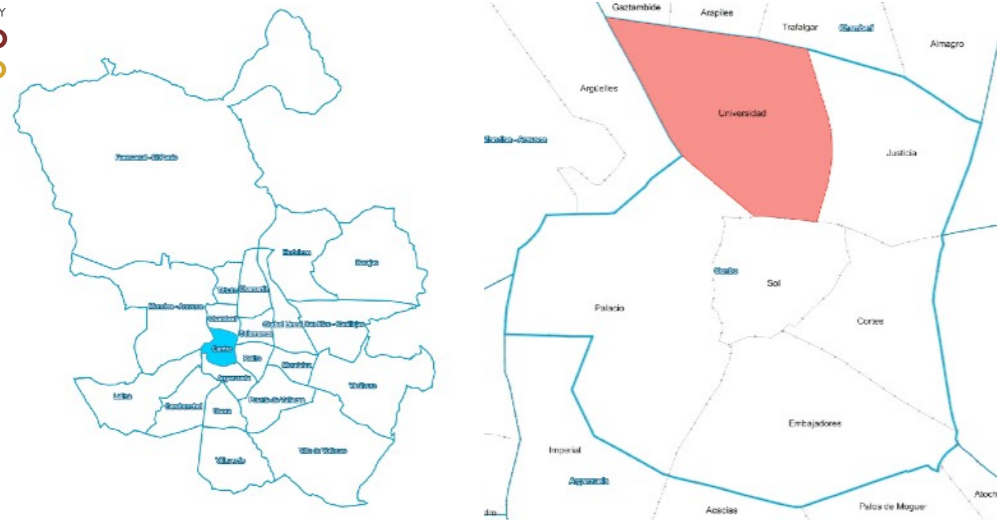 Y
Fuencarral - El Pardo
Hortaleza
Barajas
Tetuán
Chamartín
Moncloa - Aravaca
Chamberí
Ciudad Lineal
San Blas - Canillejas
Salamanca
Centro
Retiro
Moratalaz
Arganzuela
Vicálvaro
Latina
Carabanchel
Usera
Puente de Vallecas
Villa de Vallecas
Villaverde
Gaztambide
Arapiles
Trafalgar
Chamberí
Almagro
Argüelles
Universidad
Justicia
Moncloa - Aravaca
Centro
Sol
Palacio
Cortes
Embajadores
Imperial
Arganzuela
Acacias
Palos de Moguer
Atoch